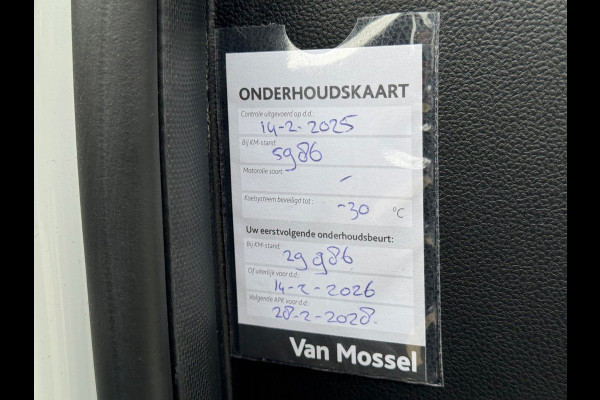 ONDERHOUDSKAART
Controle uitgevoerd op d.d.:
14-2-2025
Bij KM-stand:
5986
Motorolie soort:
-
Koelsysteem beveiligd tot :
-30 °C
Uw eerstvolgende onderhoudsbeurt:
Bij KM-stand:
29986
Of uiterlijk voor d.d.:
14-2-2026
Volgende APK voor d.d.:
28-2-2028.
Van Mossel